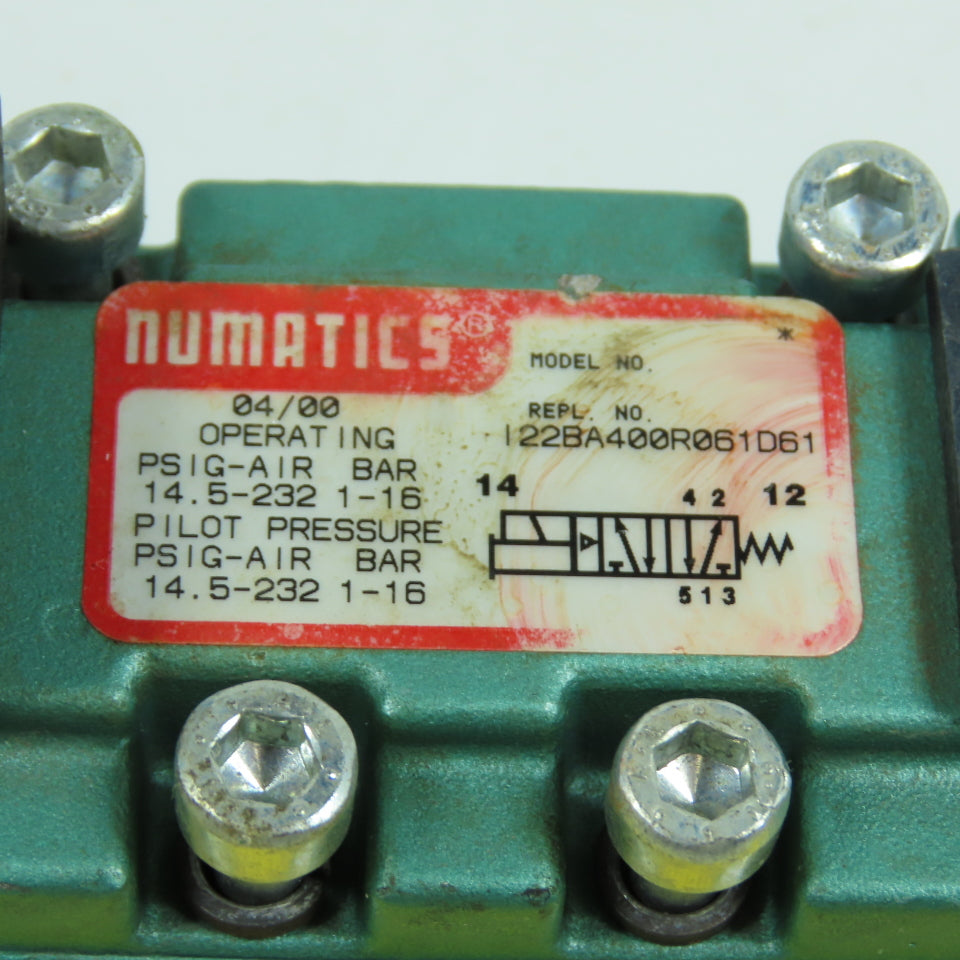 NUMATICS®
04/00
OPERATING
PSIG-AIR BAR
14.5-232 1-16
PILOT PRESSURE
PSIG-AIR BAR
14.5-232 1-16
*
MODEL NO.
REPL. NO.
I22BA400R061D61
14 4 2 12
5 1 3